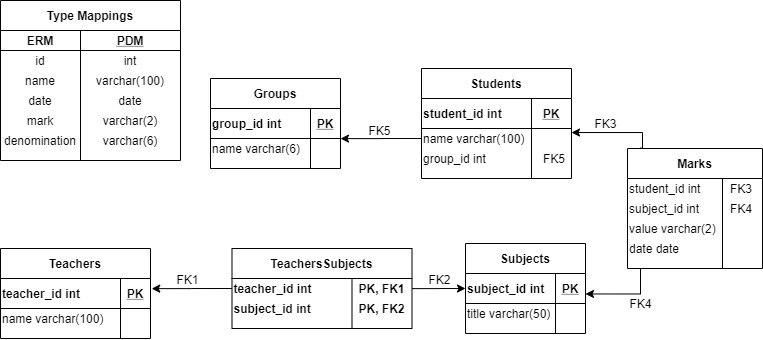 Type Mappings
ERM PDM
id int
name varchar(100)
date date
mark varchar(2)
denomination varchar(6)
Groups
group_id int PK
name varchar(6)
FK5
Students
student_id int PK
name varchar(100)
group_id int FK5
FK3
Marks
student_id int FK3
subject_id int FK4
value varchar(2)
date date
Teachers
teacher_id int PK
name varchar(100)
FK1
TeachersSubjects
teacher_id int PK, FK1
subject_id int PK, FK2
FK2
Subjects
subject_id int PK
title varchar(50)
FK4